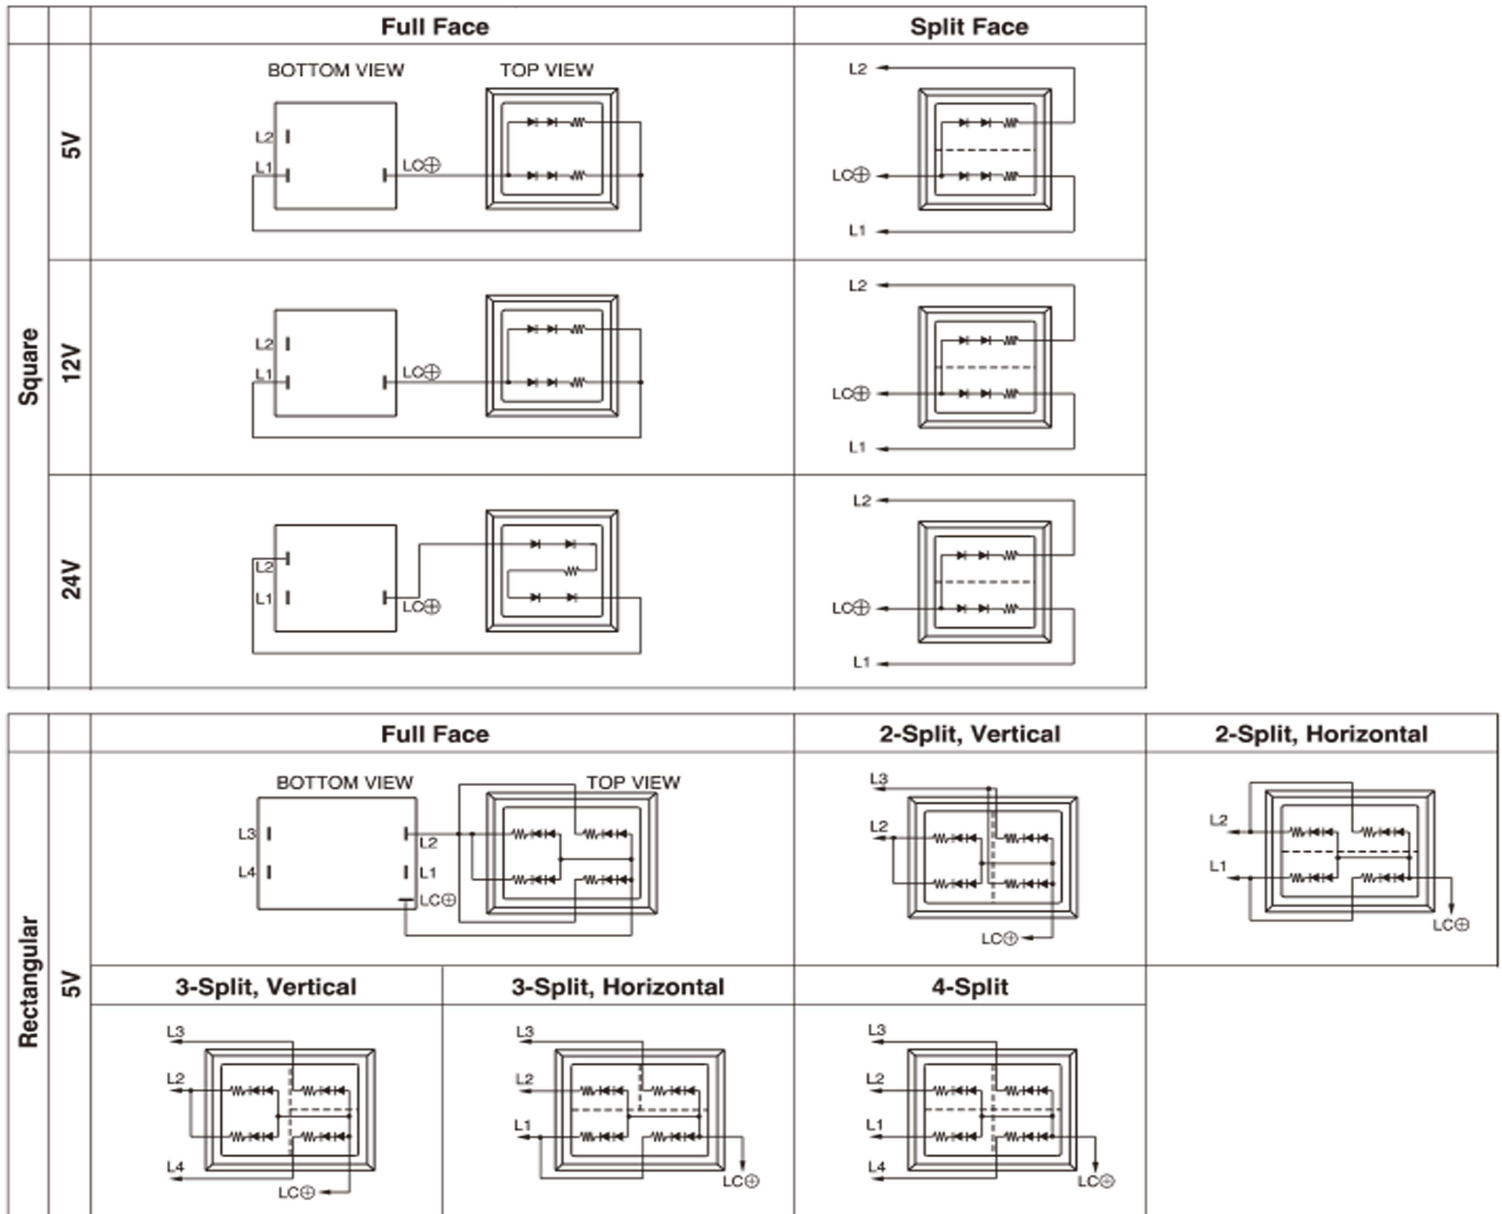 Full Face
Split Face
Square
5V
BOTTOM VIEW
TOP VIEW
L2
L1
LC⊕
L2
LC⊕
L1
12V
L2
L1
LC⊕
L2
LC⊕
L1
24V
L2
L1
LC⊕
L2
LC⊕
L1
Rectangular
5V
Full Face
2-Split, Vertical
2-Split, Horizontal
BOTTOM VIEW
TOP VIEW
L3
L4
L2
L1
LC⊕
L3
L2
LC⊕
L2
L1
LC⊕
3-Split, Vertical
3-Split, Horizontal
4-Split
L3
L2
L4
LC⊕
L3
L2
L1
LC⊕
L3
L2
L1
L4
LC⊕